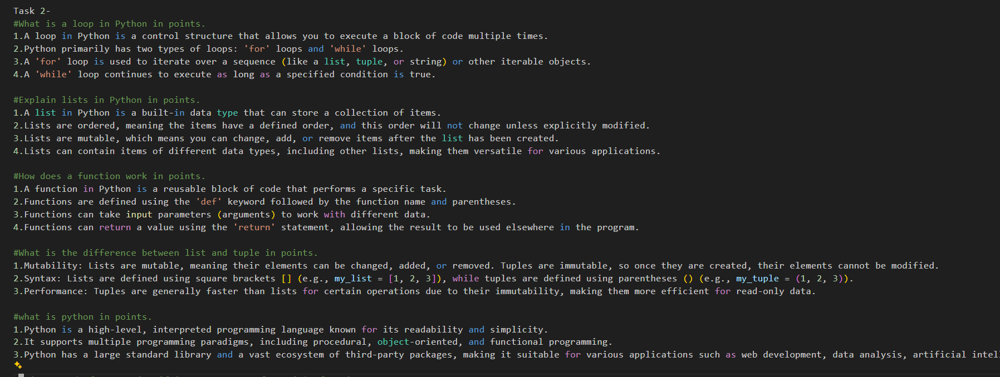 Task 2-
#What is a loop in Python in points.
1.A loop in Python is a control structure that allows you to execute a block of code multiple times.
2.Python primarily has two types of loops: 'for' loops and 'while' loops.
3.A 'for' loop is used to iterate over a sequence (like a list, tuple, or string) or other iterable objects.
4.A 'while' loop continues to execute as long as a specified condition is true.
#Explain lists in Python in points.
1.A list in Python is a built-in data type that can store a collection of items.
2.Lists are ordered, meaning the items have a defined order, and this order will not change unless explicitly modified.
3.Lists are mutable, which means you can change, add, or remove items after the list has been created.
4.Lists can contain items of different data types, including other lists, making them versatile for various applications.
#How does a function work in points.
1.A function in Python is a reusable block of code that performs a specific task.
2.Functions are defined using the 'def' keyword followed by the function name and parentheses.
3.Functions can take input parameters (arguments) to work with different data.
4.Functions can return a value using the 'return' statement, allowing the result to be used elsewhere in the program.
#What is the difference between list and tuple in points.
1.Mutability: Lists are mutable, meaning their elements can be changed, added, or removed. Tuples are immutable, so once they are created, their elements cannot be modified.
2.Syntax: Lists are defined using square brackets [] (e.g., my_list = [1, 2, 3]), while tuples are defined using parentheses () (e.g., my_tuple = (1, 2, 3)).
3.Performance: Tuples are generally faster than lists for certain operations due to their immutability, making them more efficient for read-only data.
#what is python in points.
1.Python is a high-level, interpreted programming language known for its readability and simplicity.
2.It supports multiple programming paradigms, including procedural, object-oriented, and functional programming.
3.Python has a large standard library and a vast ecosystem of third-party packages, making it suitable for various applications such as web development, data analysis, artificial